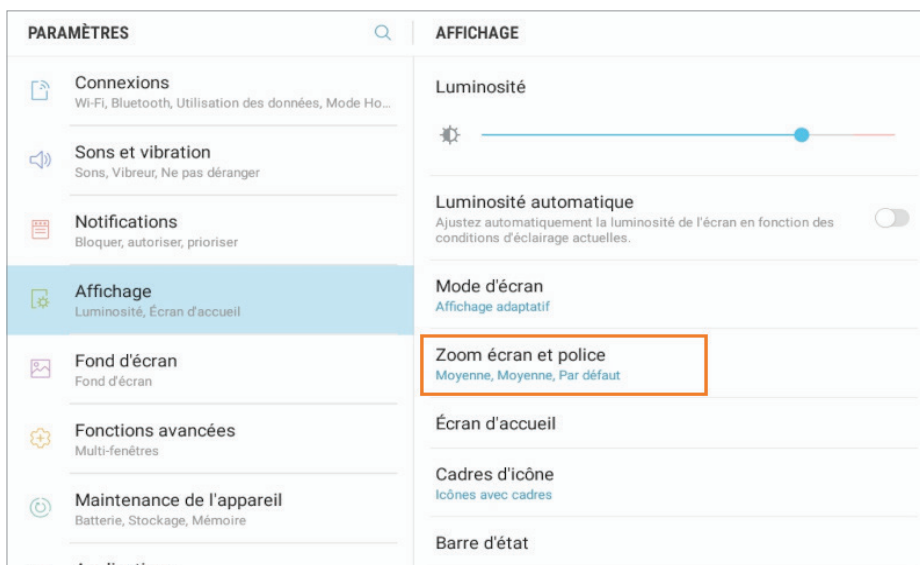 PARAMÈTRES
Connexions
Wi-Fi, Bluetooth, Utilisation des données, Mode Ho...
Sons et vibration
Sons, Vibreur, Ne pas déranger
Notifications
Bloquer, autoriser, prioriser
Affichage
Luminosité, Écran d'accueil
Fond d'écran
Fond d'écran
Fonctions avancées
Multi-fenêtres
Maintenance de l'appareil
Batterie, Stockage, Mémoire
AFFICHAGE
Luminosité
Luminosité automatique
Ajustez automatiquement la luminosité de l'écran en fonction des
conditions d'éclairage actuelles.
Mode d'écran
Affichage adaptatif
Zoom écran et police
Moyenne, Moyenne, Par défaut
Écran d'accueil
Cadres d'icône
Icônes avec cadres
Barre d'état